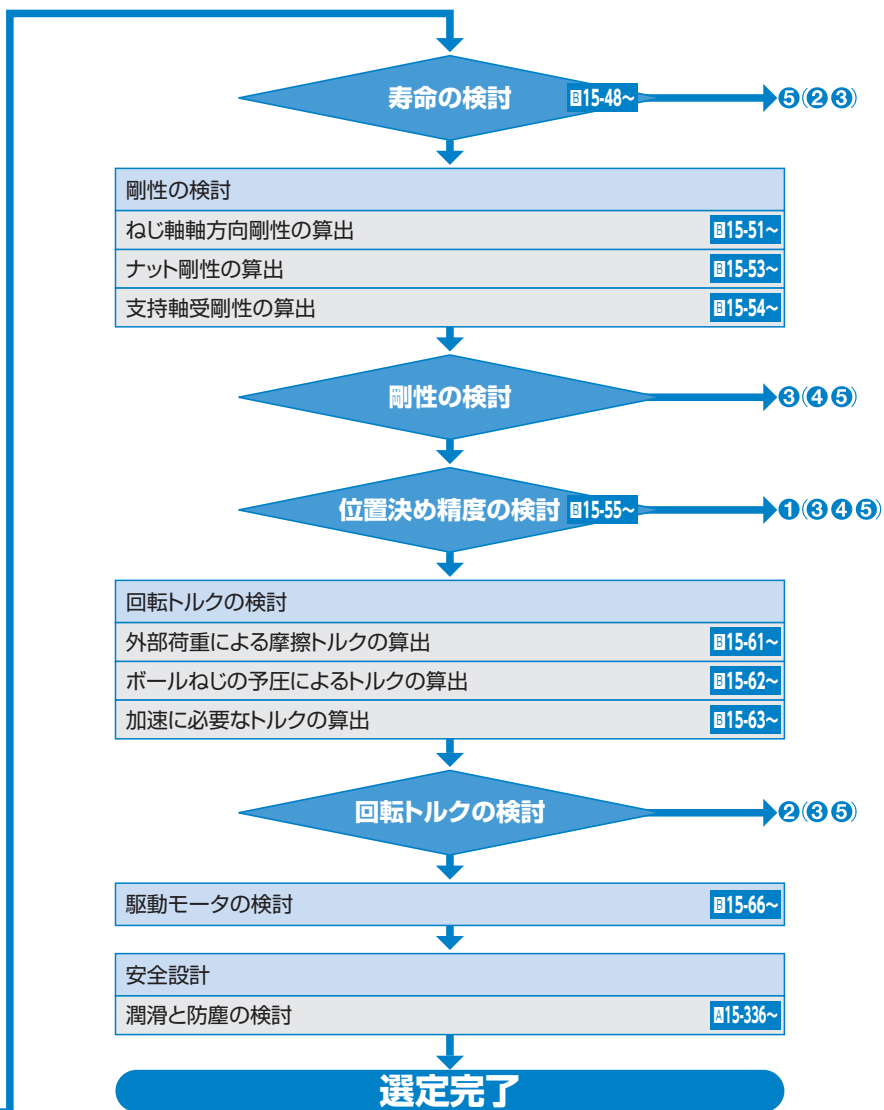 寿命の検討 B15-48~ ❺(❷❸)
剛性の検討
ねじ軸軸方向剛性の算出 B15-51~
ナット剛性の算出 B15-53~
支持軸受剛性の算出 B15-54~
剛性の検討 ❸(❹❺)
位置決め精度の検討 B15-55~ ❶(❸❹❺)
回転トルクの検討
外部荷重による摩擦トルクの算出 B15-61~
ボールねじの予圧によるトルクの算出 B15-62~
加速に必要なトルクの算出 B15-63~
回転トルクの検討 ❷(❸❺)
駆動モータの検討 B15-66~
安全設計
潤滑と防塵の検討 A15-336~
選定完了